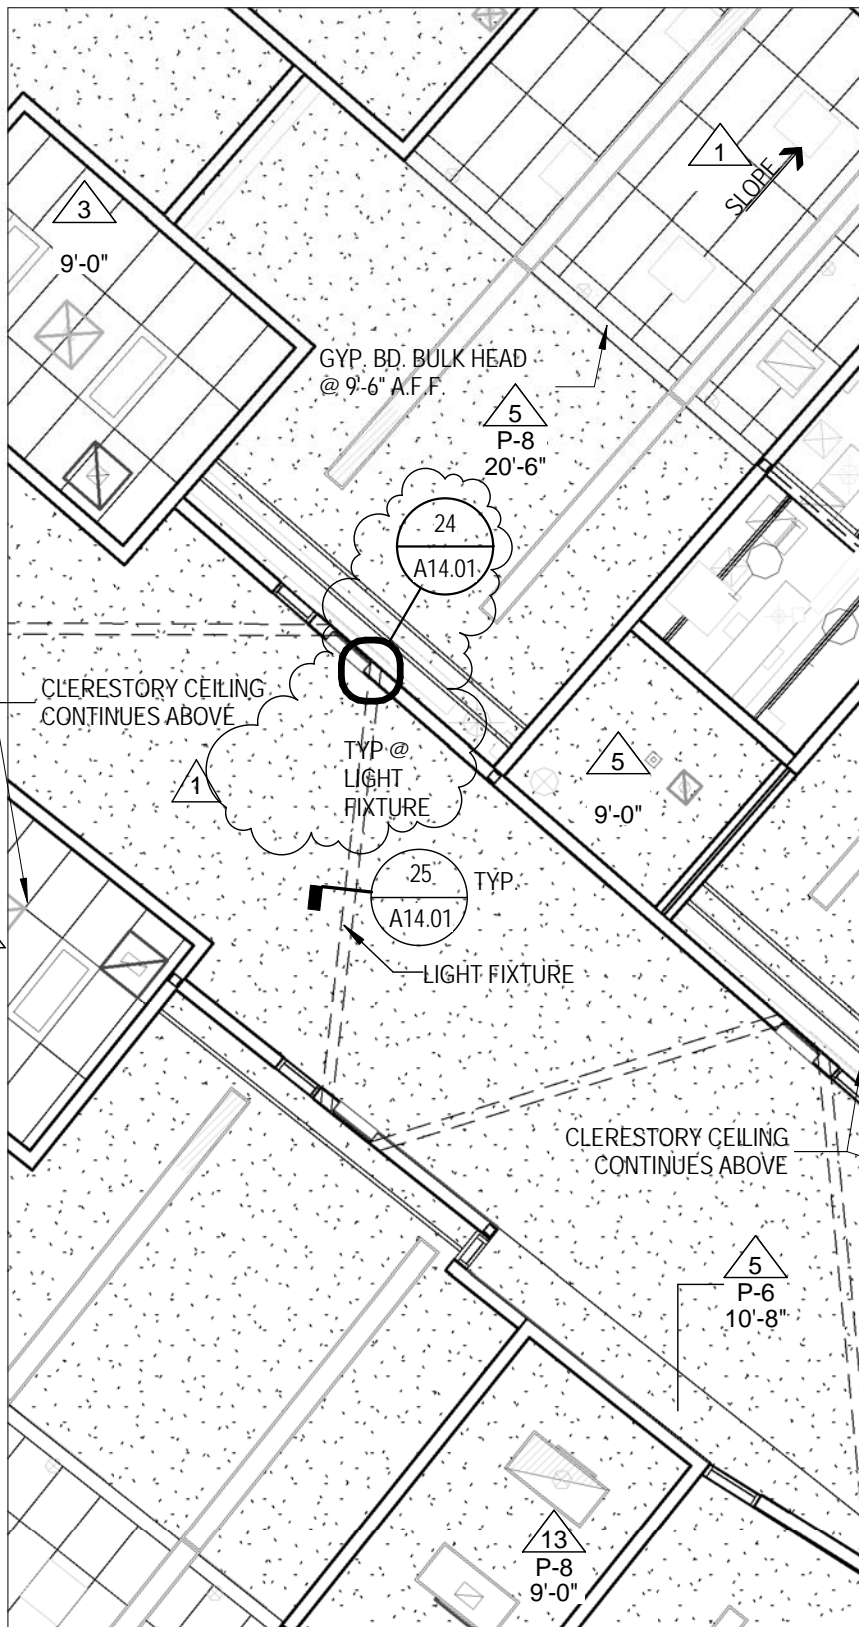 1
SLOPE
3
9'-0"
GYP. BD. BULK HEAD
@ 9'-6" A.F.F.
5
P-8
20'-6"
24
A14.01
CLERESTORY CEILING
CONTINUES ABOVE
TYP @
LIGHT
FIXTURE
1
5
9'-0"
25
A14.01
TYP.
LIGHT FIXTURE
CLERESTORY CEILING
CONTINUES ABOVE
5
P-6
10'-8"
13
P-8
9'-0"